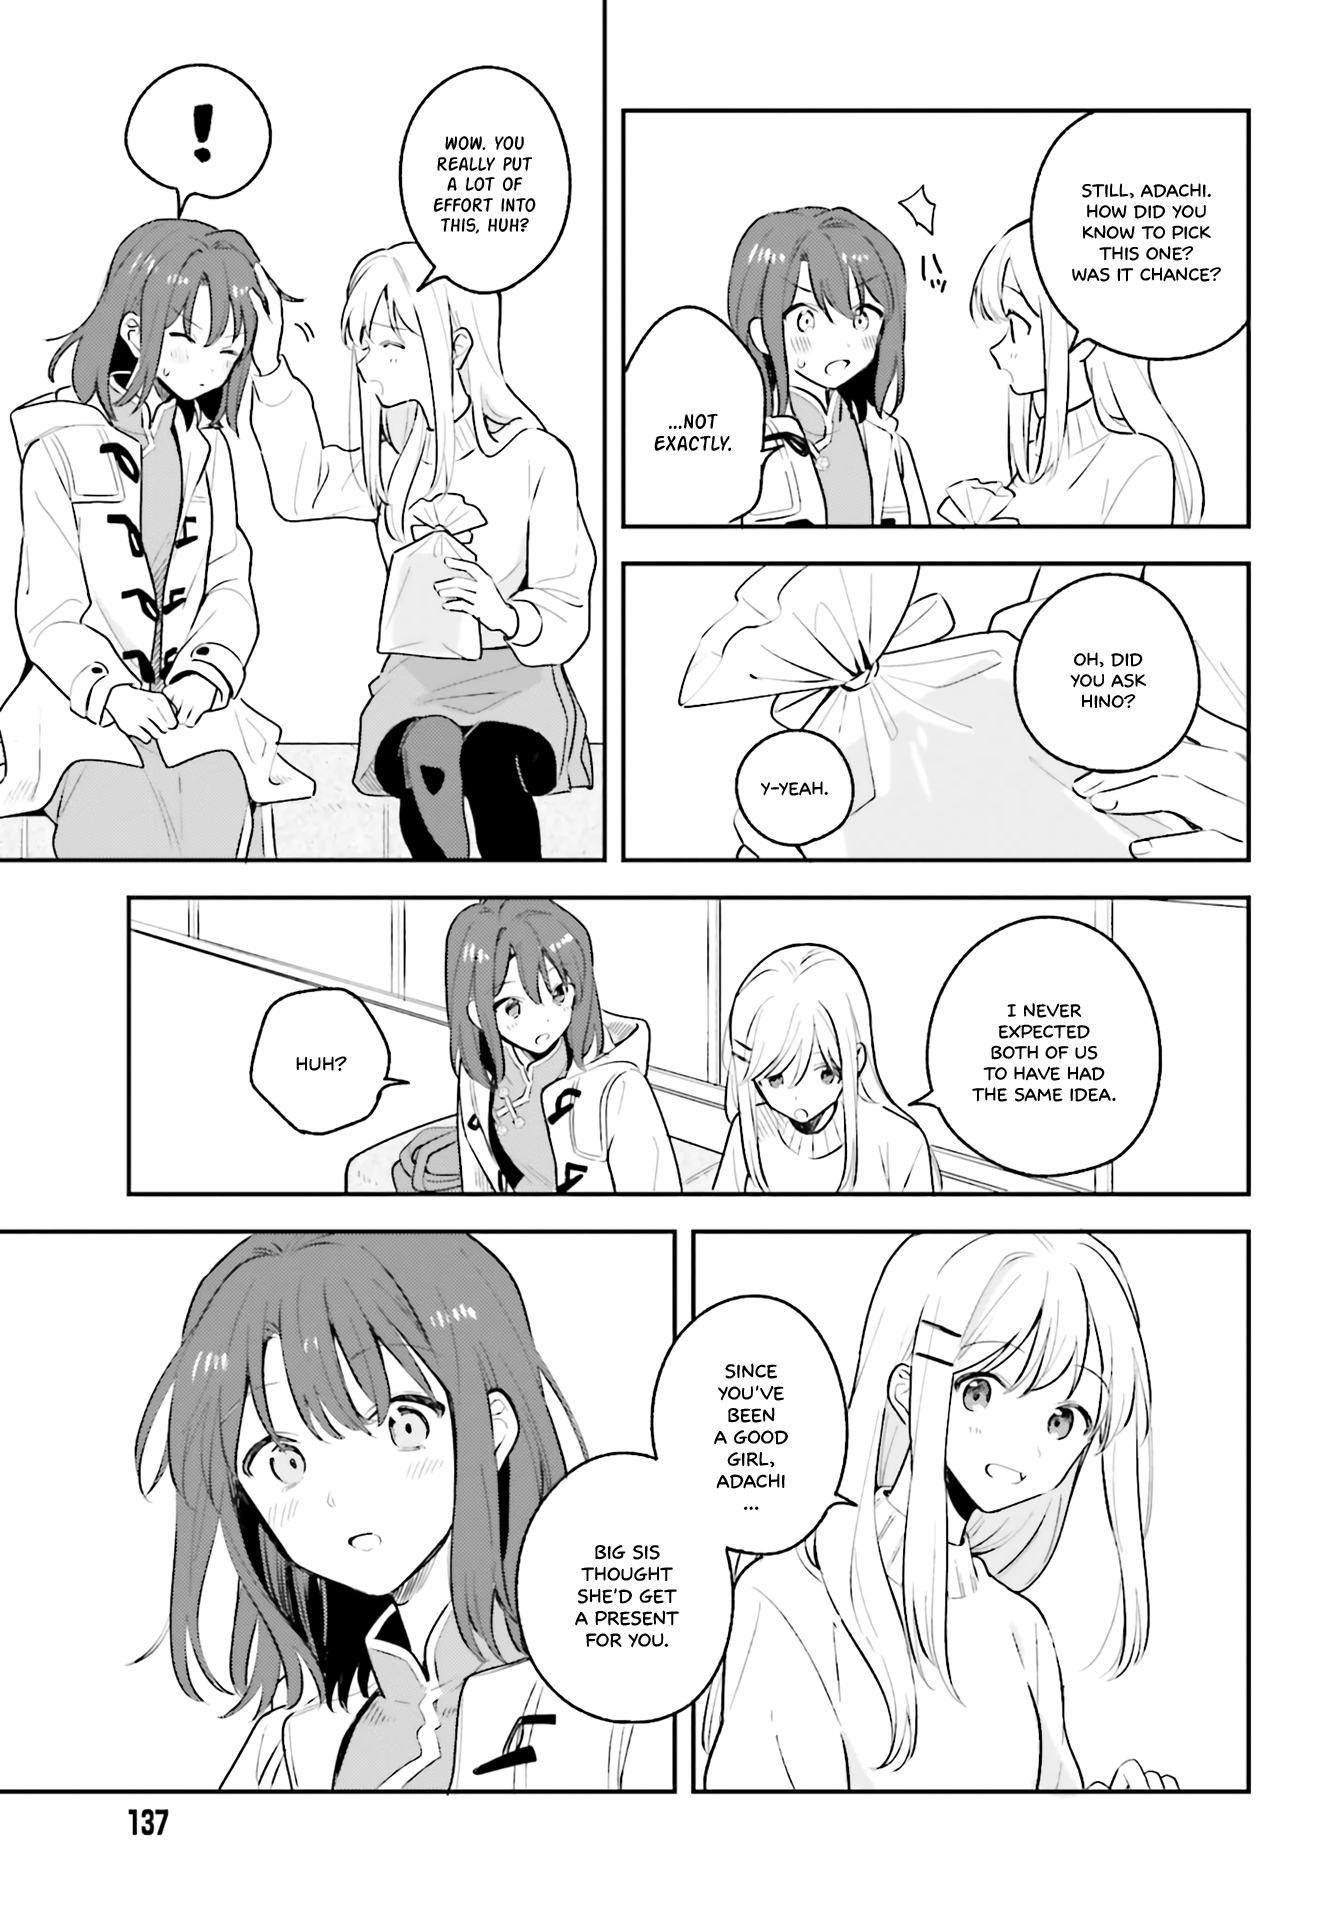 STILL, ADACHI.
HOW DID YOU
KNOW TO PICK
THIS ONE?
WAS IT CHANCE?
...NOT
EXACTLY.
OH, DID
YOU ASK
HINO?
Y-YEAH.
WOW. YOU
REALLY PUT
A LOT OF
EFFORT INTO
THIS, HUH?
!
I NEVER
EXPECTED
BOTH OF US
TO HAVE HAD
THE SAME IDEA.
HUH?
SINCE
YOU'VE
BEEN
A GOOD
GIRL,
ADACHI
...
BIG SIS
THOUGHT
SHE'D GET
A PRESENT
FOR YOU.
137